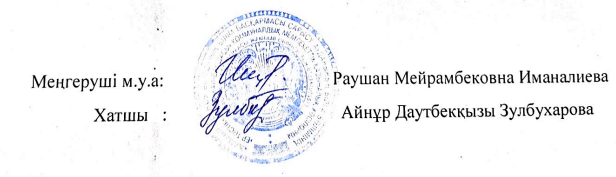 Меңгеруші м.у.а: Раушан Мейрамбековна Иманалиева
Хатшы : Айнұр Даутбекқызы Зулбухарова